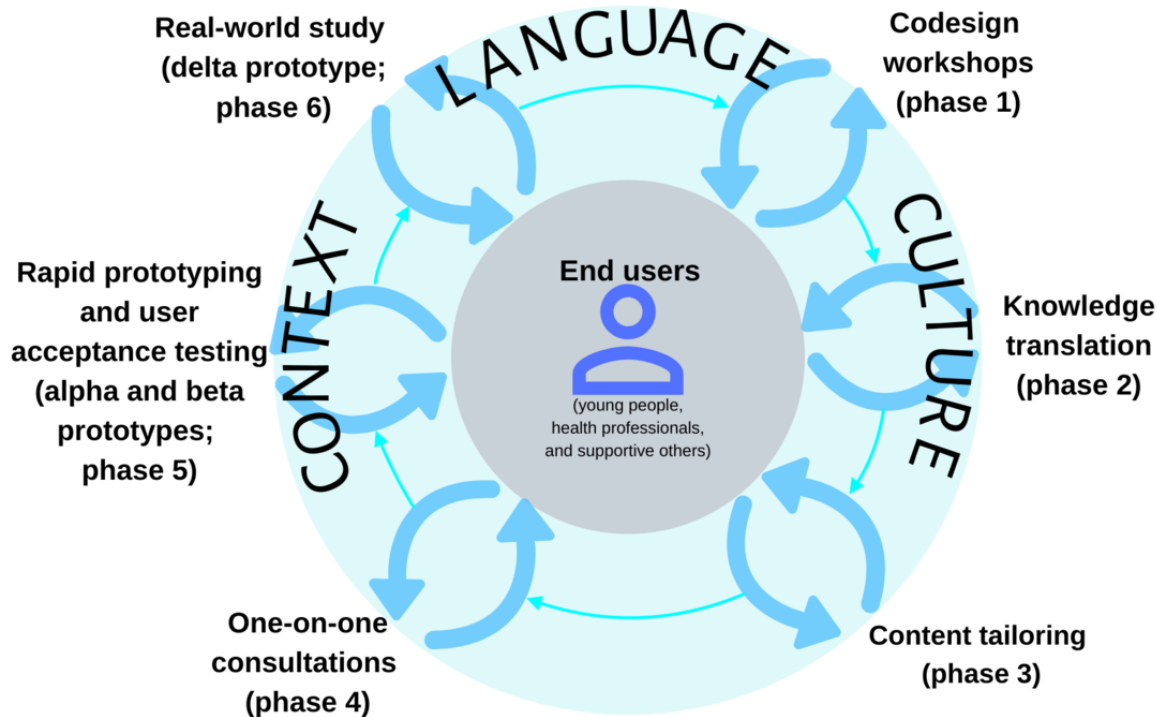 LANGUAGE
Real-world study
(delta prototype;
phase 6)
Codesign
workshops
(phase 1)
CULTURE
Knowledge
translation
(phase 2)
Content tailoring
(phase 3)
One-on-one
consultations
(phase 4)
CONTEXT
Rapid prototyping
and user
acceptance testing
(alpha and beta
prototypes;
phase 5)
End users
(young people,
health professionals,
and supportive others)